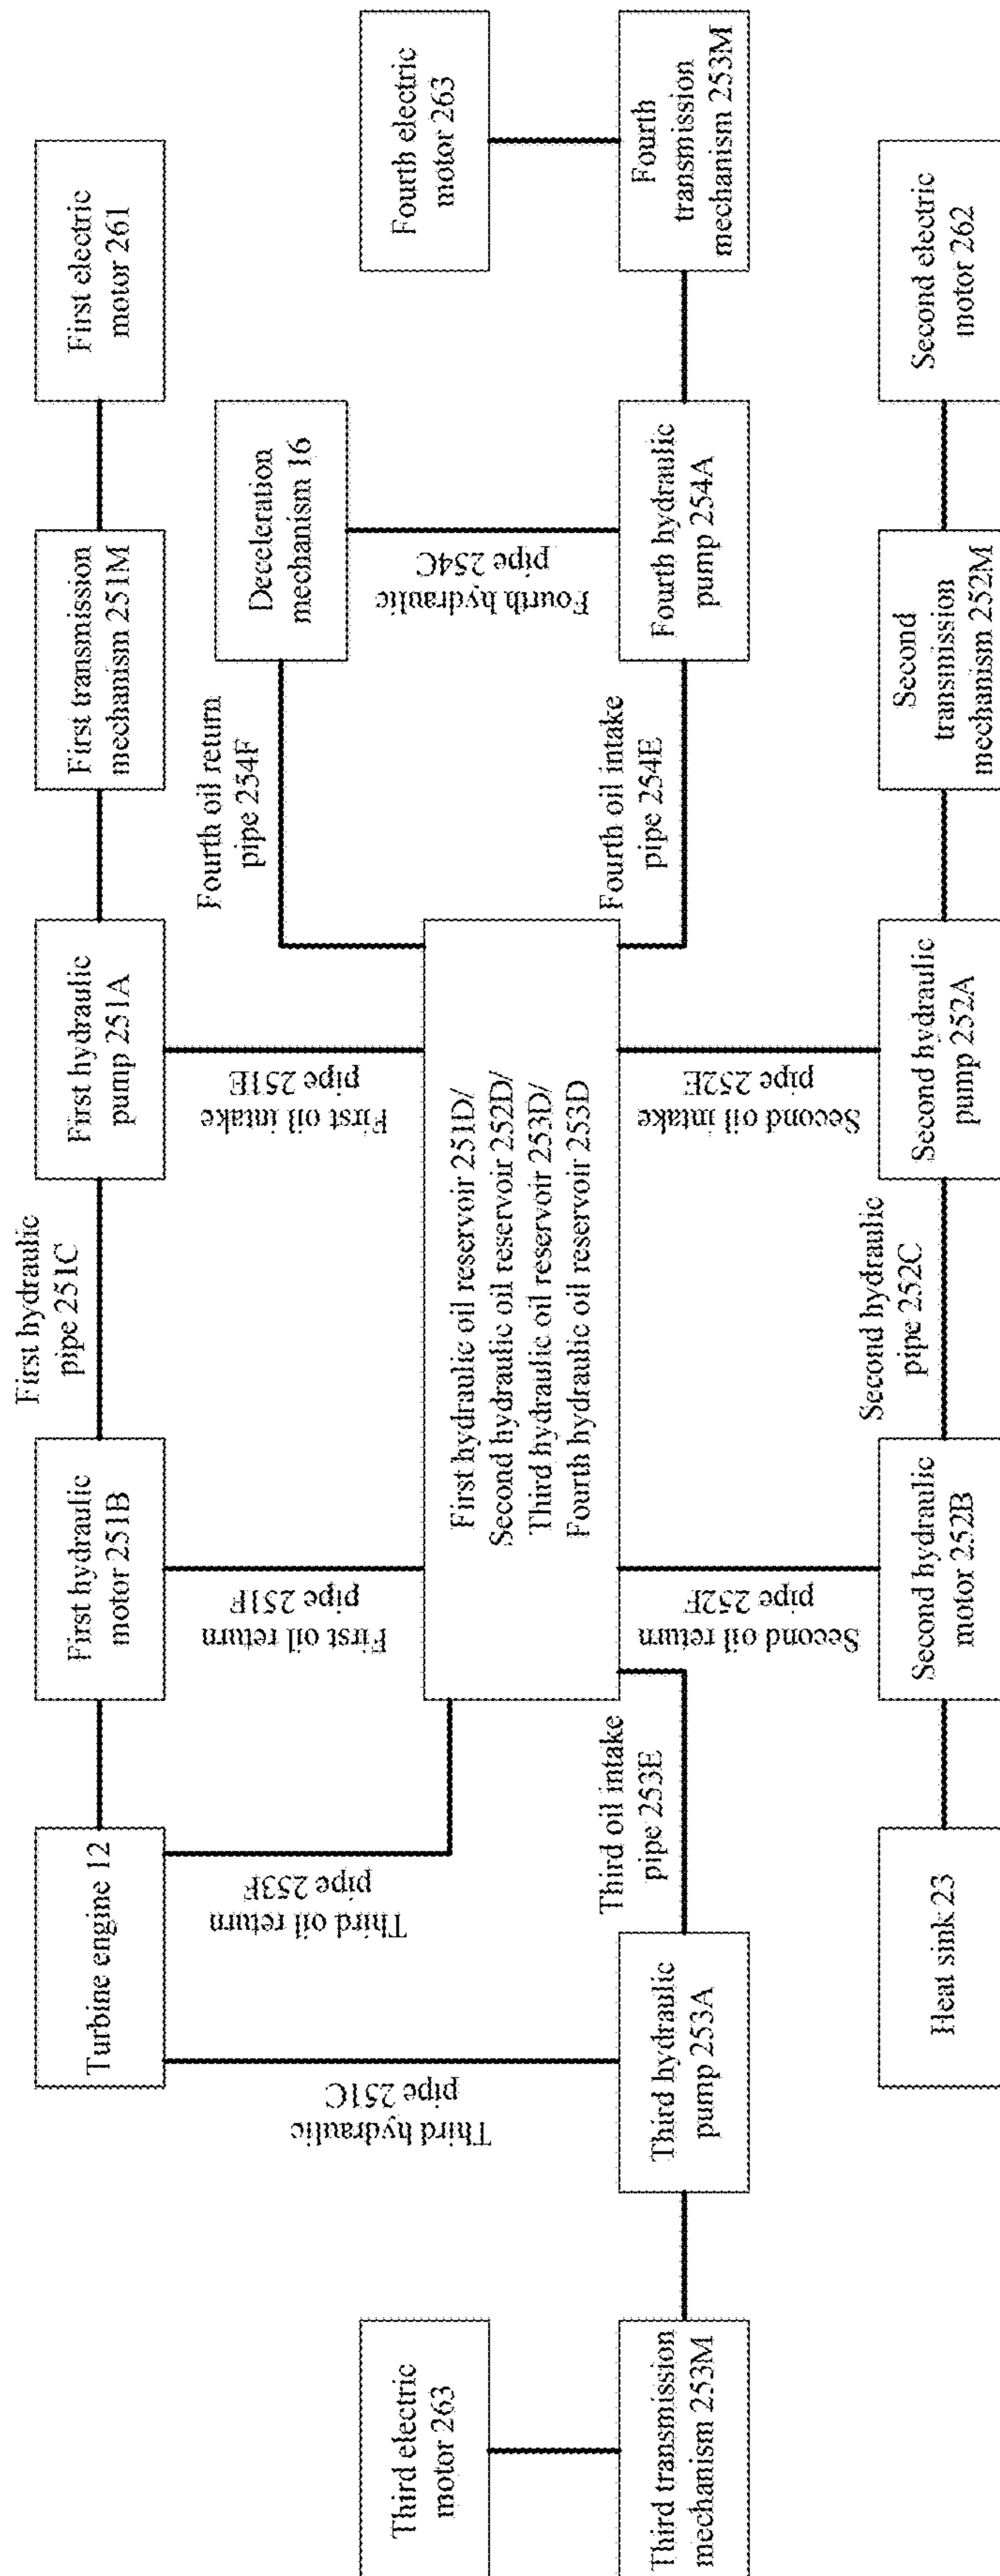 First electric
motor 261
First transmission
mechanism 251M
First hydraulic
pump 251A
First hydraulic
pipe 251C
First hydraulic
motor 251B
Turbine engine 12
Fourth electric
motor 263
Fourth
transmission
mechanism 253M
Deceleration
mechanism 16
Fourth hydraulic
pipe 254C
Fourth hydraulic
pump 254A
Fourth oil return
pipe 254F
Fourth oil intake
pipe 254E
First oil intake
pipe 251E
First oil return
pipe 251F
First hydraulic oil reservoir 251D/
Second hydraulic oil reservoir 252D/
Third hydraulic oil reservoir 253D/
Fourth hydraulic oil reservoir 253D
Second oil intake
pipe 252E
Second oil return
pipe 252F
Third oil return
pipe 253F
Third oil intake
pipe 253E
Third hydraulic
pipe 251C
Third hydraulic
pump 253A
Third electric
motor 263
Third transmission
mechanism 253M
Second electric
motor 262
Second
transmission
mechanism 252M
Second hydraulic
pump 252A
Second hydraulic
pipe 252C
Second hydraulic
motor 252B
Heat sink 23